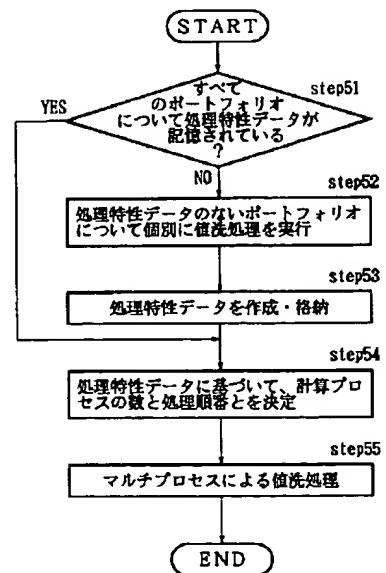 START
step51
すべて
のポートフォリオ
について処理特性データが
記憶されている
?
YES
NO
step52
処理特性データのないポートフォリオ
について個別に値洗処理を実行
step53
処理特性データを作成・格納
step54
処理特性データに基づいて、計算プロ
セスの数と処理順番とを決定
step55
マルチプロセスによる値洗処理
END